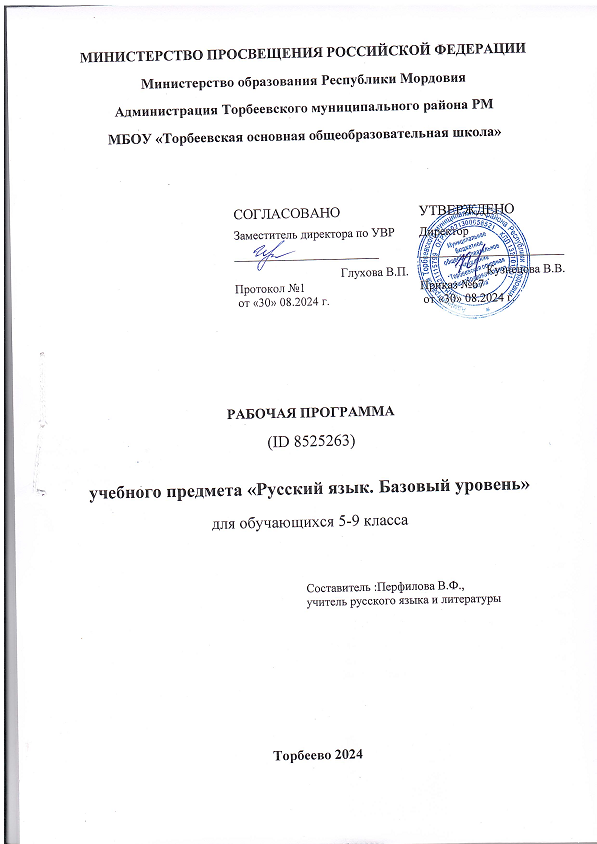 МИНИСТЕРСТВО ПРОСВЕЩЕНИЯ РОССИЙСКОЙ ФЕДЕРАЦИИ
Министерство образования Республики Мордовия
Администрация Торбеевского муниципального района РМ
МБОУ «Торбеевская основная общеобразовательная школа»
СОГЛАСОВАНО
Заместитель директора по УВР
Глухова В.П.
Протокол №1
от «30» 08.2024 г.
УТВЕРЖДЕНО
Директор
Кузнецова В.В.
Приказ №67
от «30» 08.2024 г.
РАБОЧАЯ ПРОГРАММА
(ID 8525263)
учебного предмета «Русский язык. Базовый уровень»
для обучающихся 5-9 класса
Составитель :Перфилова В.Ф.,
учитель русского языка и литературы
Торбеево 2024